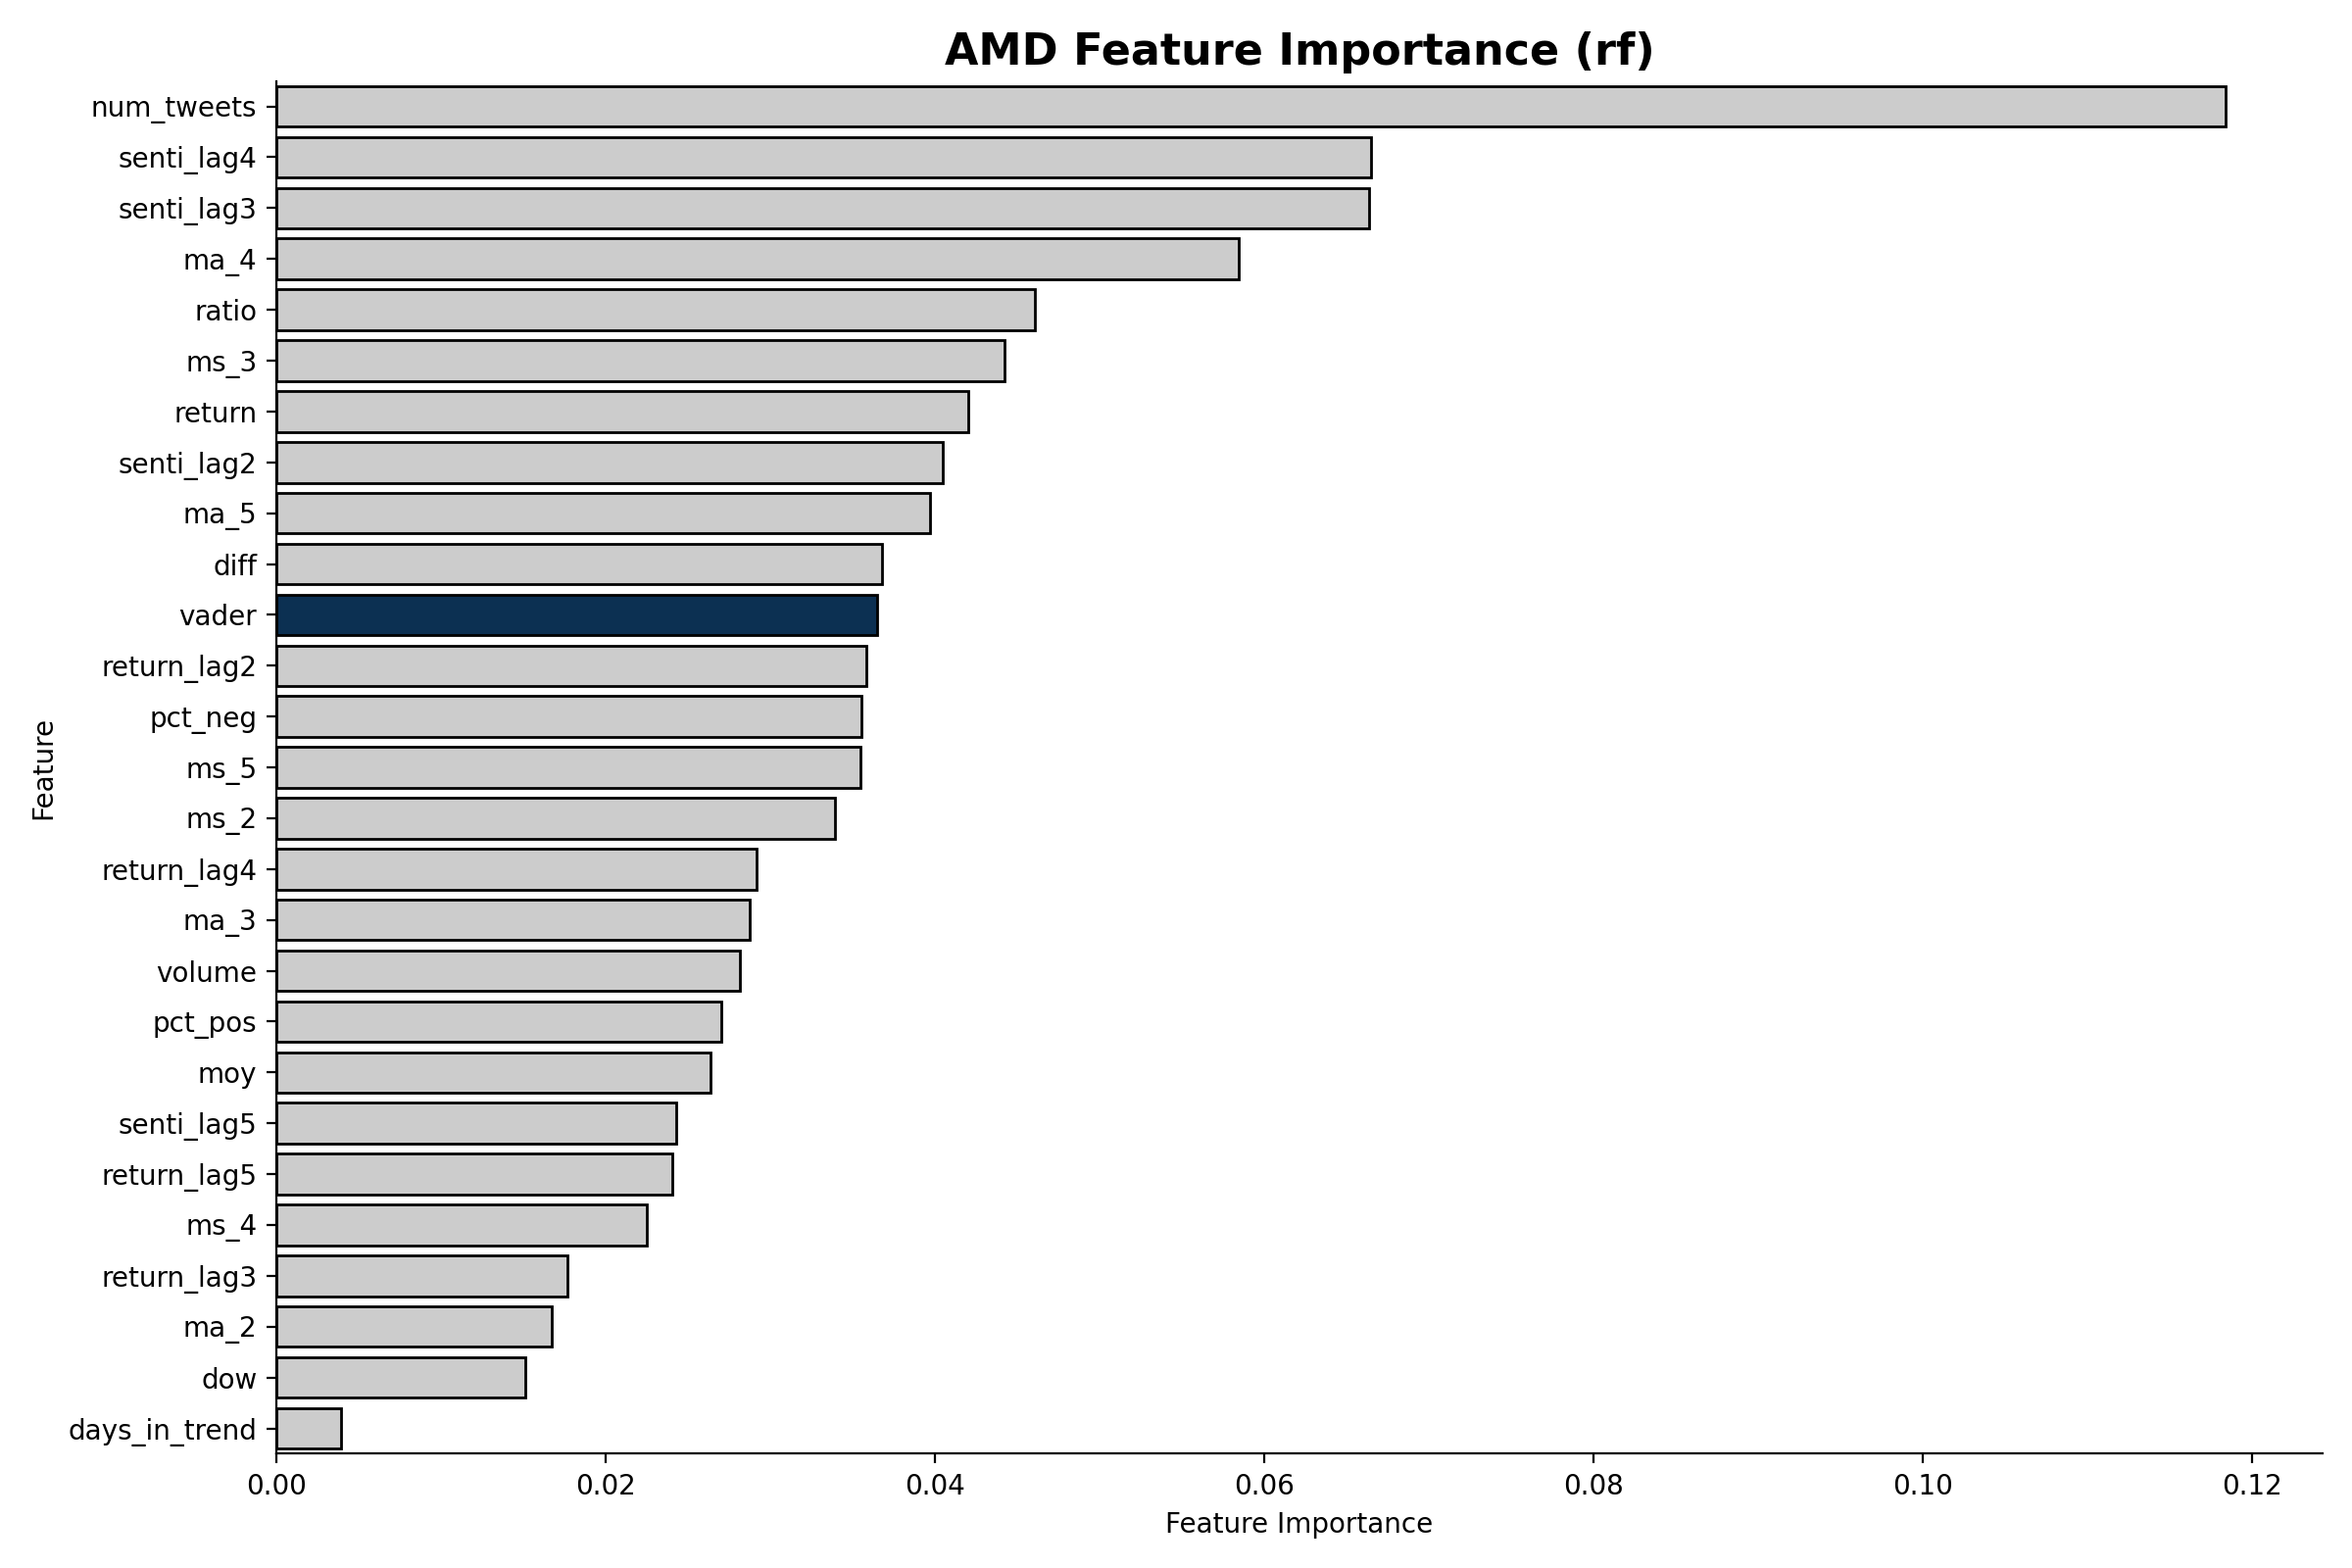 AMD Feature Importance (rf)
num_tweets
senti_lag4
senti_lag3
ma_4
ratio
ms_3
return
senti_lag2
ma_5
diff
vader
return_lag2
pct_neg
ms_5
ms_2
return_lag4
ma_3
volume
pct_pos
moy
senti_lag5
return_lag5
ms_4
return_lag3
ma_2
dow
days_in_trend
Feature
0.00 0.02 0.04 0.06 0.08 0.10 0.12
Feature Importance